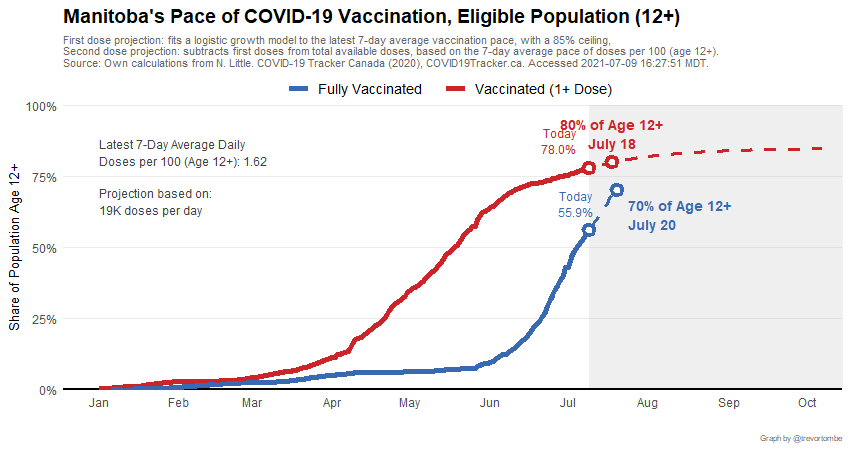 Manitoba's Pace of COVID-19 Vaccination, Eligible Population (12+)
First dose projection: fits a logistic growth model to the latest 7-day average vaccination pace, with a 85% ceiling,
Second dose projection: subtracts first doses from total available doses, based on the 7-day average pace of doses per 100 (age 12+).
Source: Own calculations from N. Little. COVID-19 Tracker Canada (2020), COVID19Tracker.ca. Accessed 2021-07-09 16:27:51 MDT.
Fully Vaccinated Vaccinated (1+ Dose)
Share of Population Age 12+
100%
75%
50%
25%
0%
Latest 7-Day Average Daily
Doses per 100 (Age 12+): 1.62
Projection based on:
19K doses per day
80% of Age 12+
July 18
Today
78.0%
Today
55.9%
70% of Age 12+
July 20
Jan Feb Mar Apr May Jun Jul Aug Sep Oct
Graph by @trevortombe